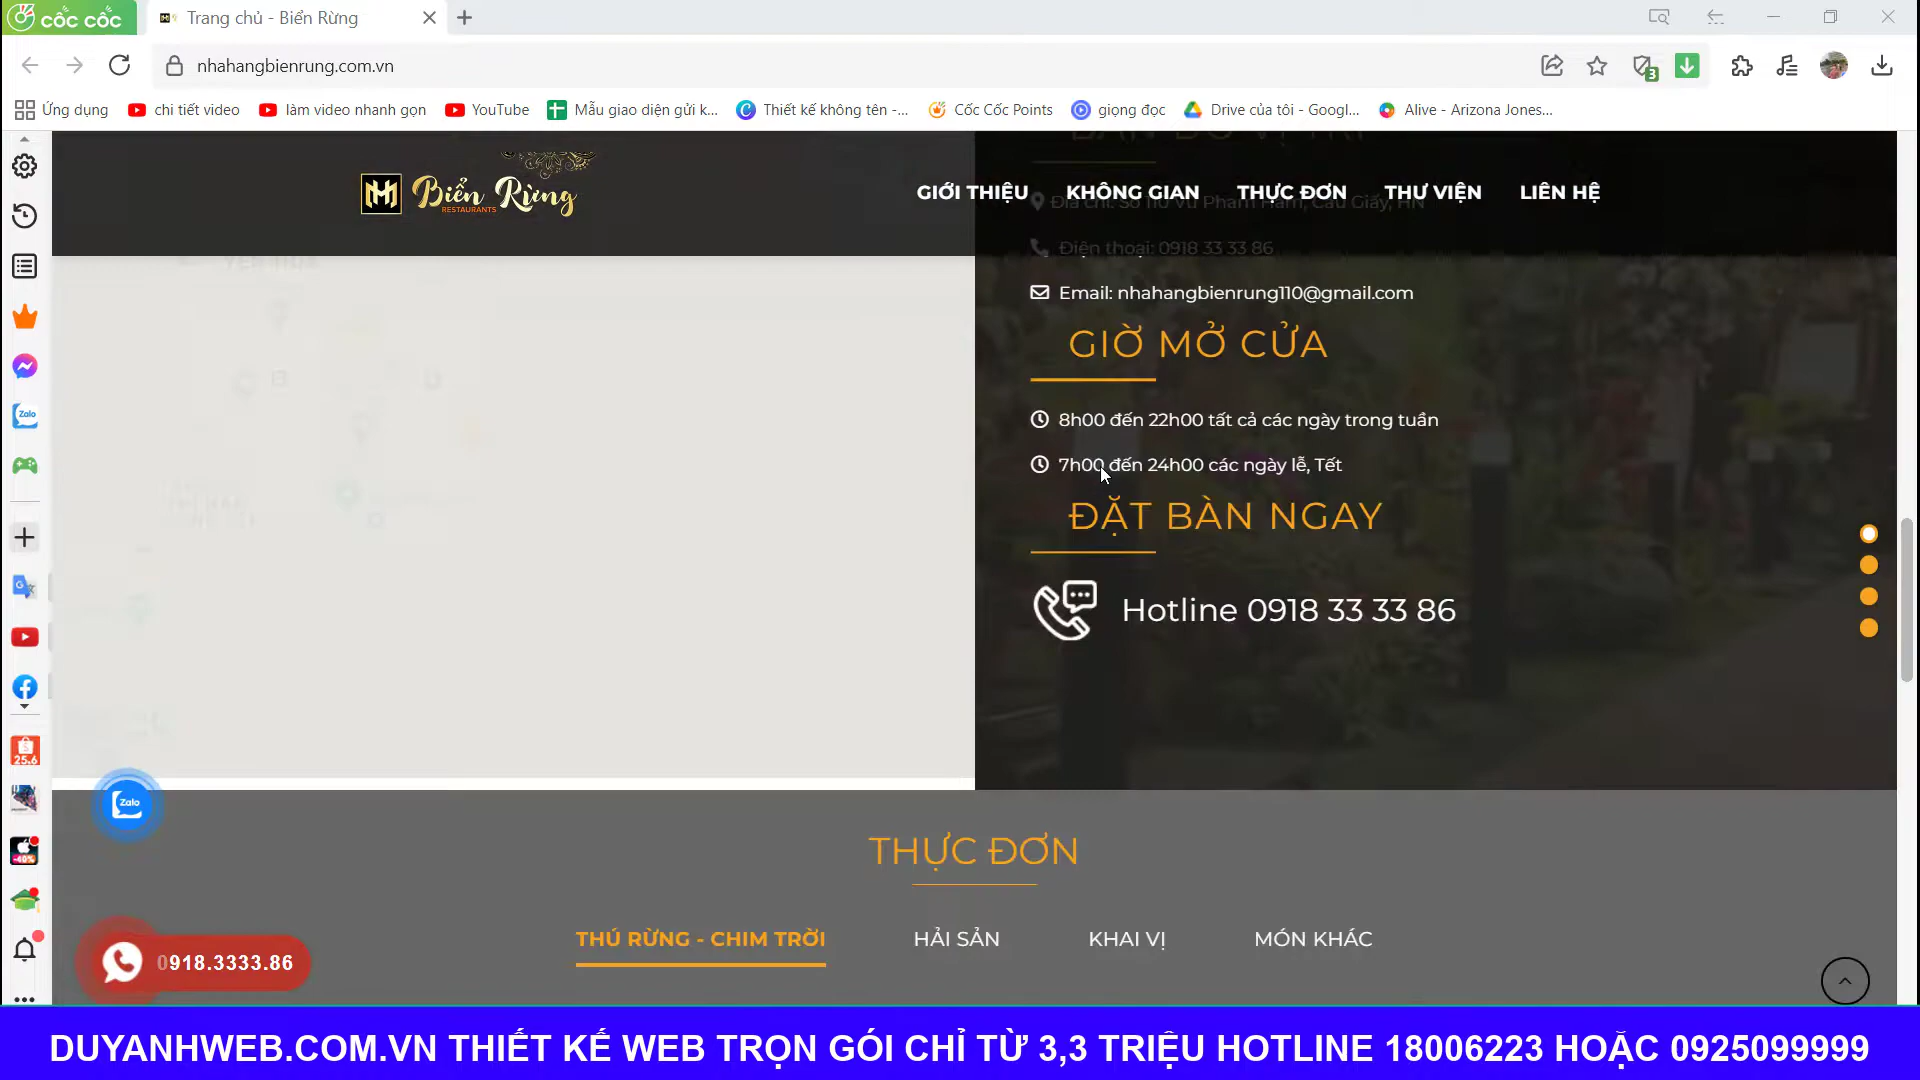 cốc cốc
Trang chủ - Biển Rừng
nhahangbienrung.com.vn
3
Ứng dụng
chi tiết video
làm video nhanh gọn
YouTube
Mẫu giao diện gửi k...
Thiết kế không tên -...
Cốc Cốc Points
giọng đọc
Drive của tôi - Googl...
Alive - Arizona Jones...
Biển Rừng
RESTAURANTS
GIỚI THIỆU
KHÔNG GIAN
THỰC ĐƠN
THƯ VIỆN
LIÊN HỆ
Điện thoại: 0918 33 33 86
Email: nhahangbienrung110@gmail.com
GIỜ MỞ CỬA
8h00 đến 22h00 tất cả các ngày trong tuần
7h00 đến 24h00 các ngày lễ, Tết
ĐẶT BÀN NGAY
Hotline 0918 33 33 86
Zalo
25.6
Zalo
-40%
THỰC ĐƠN
THÚ RỪNG - CHIM TRỜI
HẢI SẢN
KHAI VỊ
MÓN KHÁC
0918.3333.86
DUYANHWEB.COM.VN THIẾT KẾ WEB TRỌN GÓI CHỈ TỪ 3,3 TRIỆU HOTLINE 18006223 HOẶC 0925099999